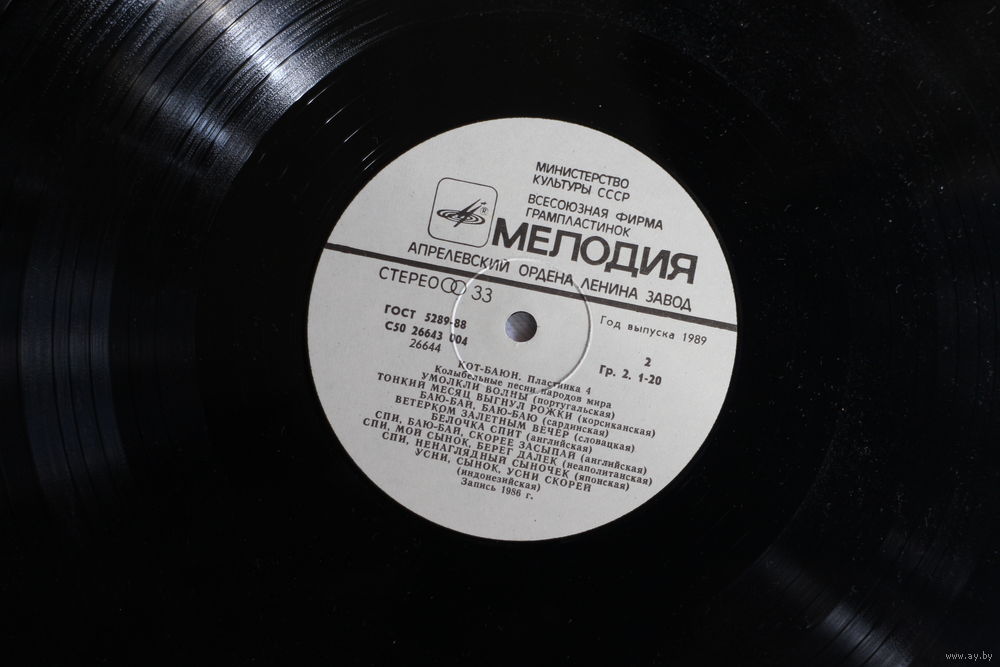 МИНИСТЕРСТВО
КУЛЬТУРЫ СССР
ВСЕСОЮЗНАЯ ФИРМА
ГРАМПЛАСТИНОК
®
МЕЛОДИЯ
АПРЕЛЕВСКИЙ ОРДЕНА ЛЕНИНА ЗАВОД
СТЕРЕО 33
ГОСТ 5289-88
С50 26643 004
26644
Год выпуска 1989
2
Гр. 2. 1-20
КОТ-БАЮН. Пластинка 4
Колыбельные песни народов мира
УМОЛКЛИ ВОЛНЫ (португальская)
ТОНКИЙ МЕСЯЦ ВЫГНУЛ РОЖКИ (корсиканская)
БАЮ-БАЙ, БАЮ-БАЮ (сардинская)
ВЕТЕРКОМ ЗАЛЕТНЫМ ВЕЧЕР (словацкая)
БЕЛОЧКА СПИТ (английская)
СПИ, БАЮ-БАЙ, СКОРЕЕ ЗАСЫПАЙ (английская)
СПИ, МОЙ СЫНОК, БЕРЕГ ДАЛЕК (неаполитанская)
СПИ, НЕНАГЛЯДНЫЙ СЫНОЧЕК (японская)
УСНИ, СЫНОК, УСНИ СКОРЕЙ
(индонезийская)
Запись 1986 г.
www.ay.by